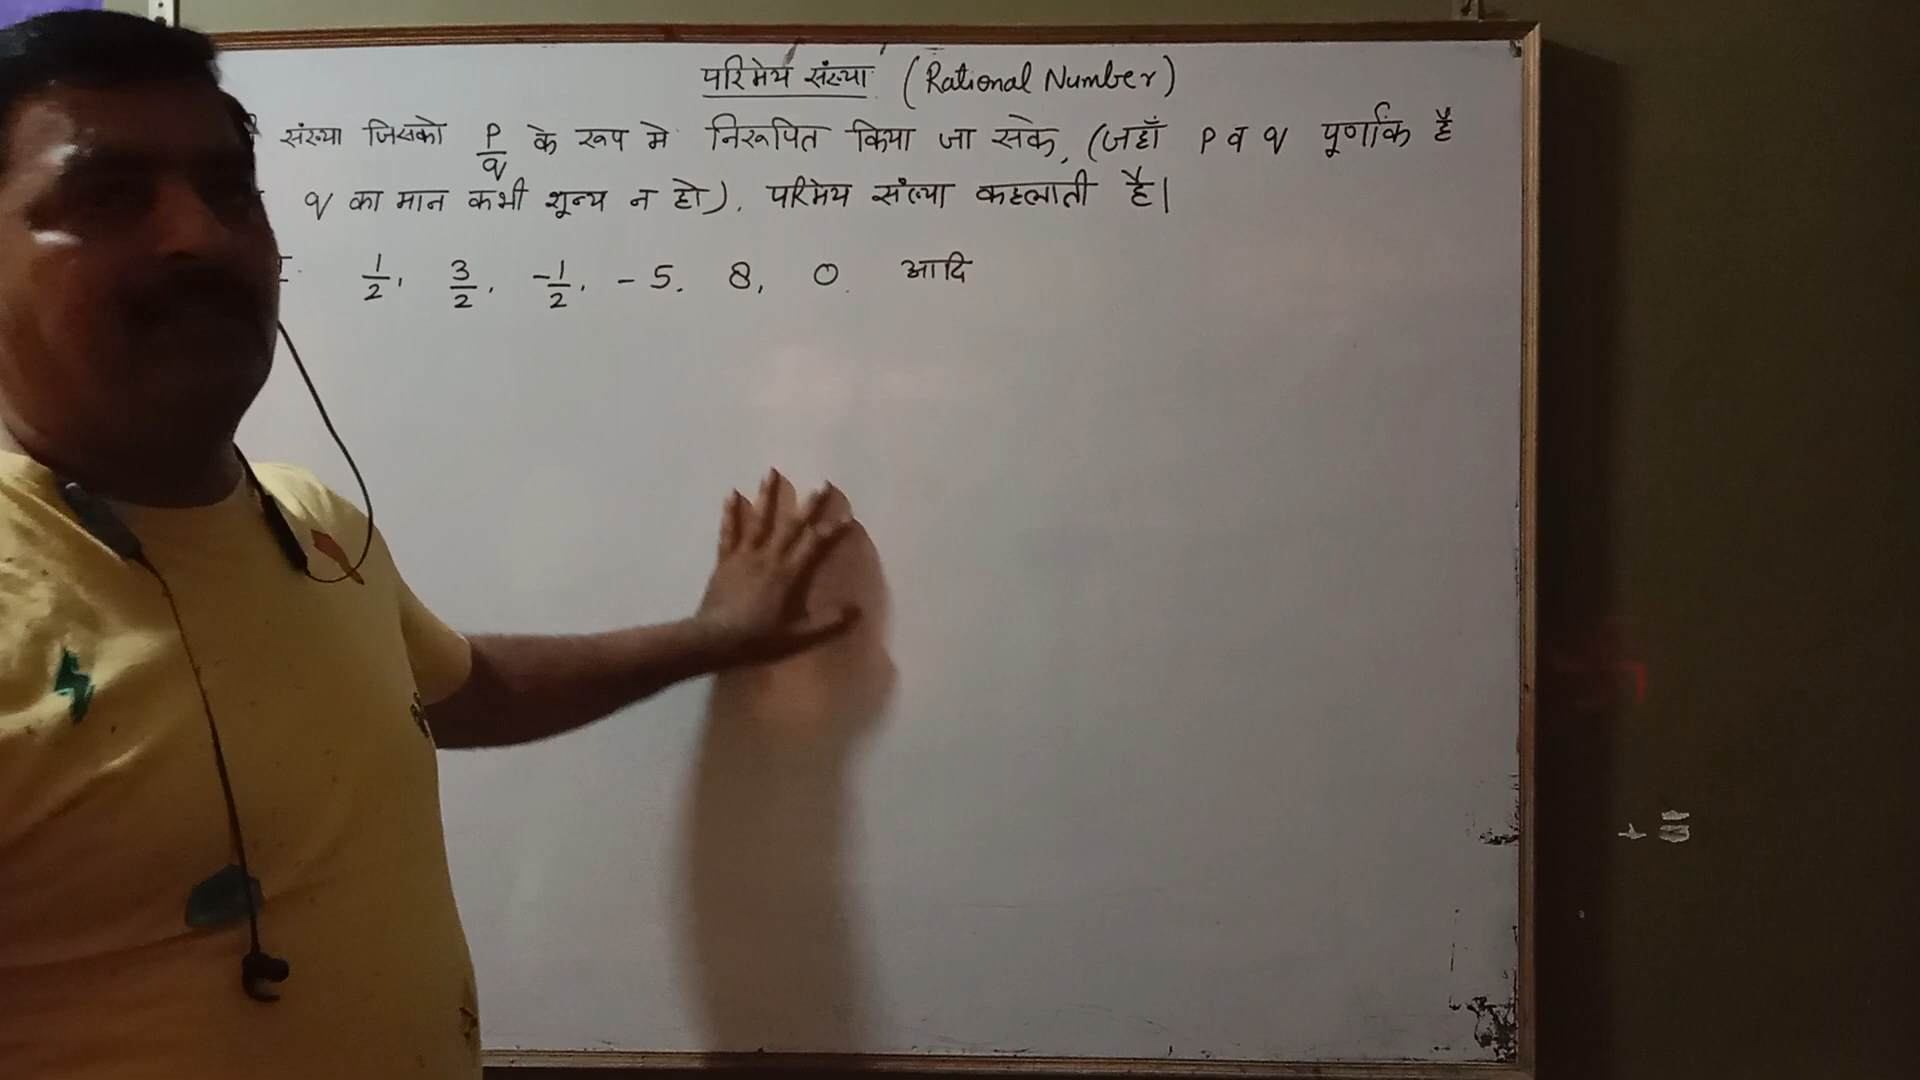 परिमेय संख्या (Rational Number)
संख्या जिसको P/q के रूप मे निरूपित किया जा सके, (जहाँ P व q पूर्णांक है
q का मान कभी शून्य न हो). परिमेय संख्या कहलाती है।
1/2, 3/2, -1/2, -5. 8, 0. आदि